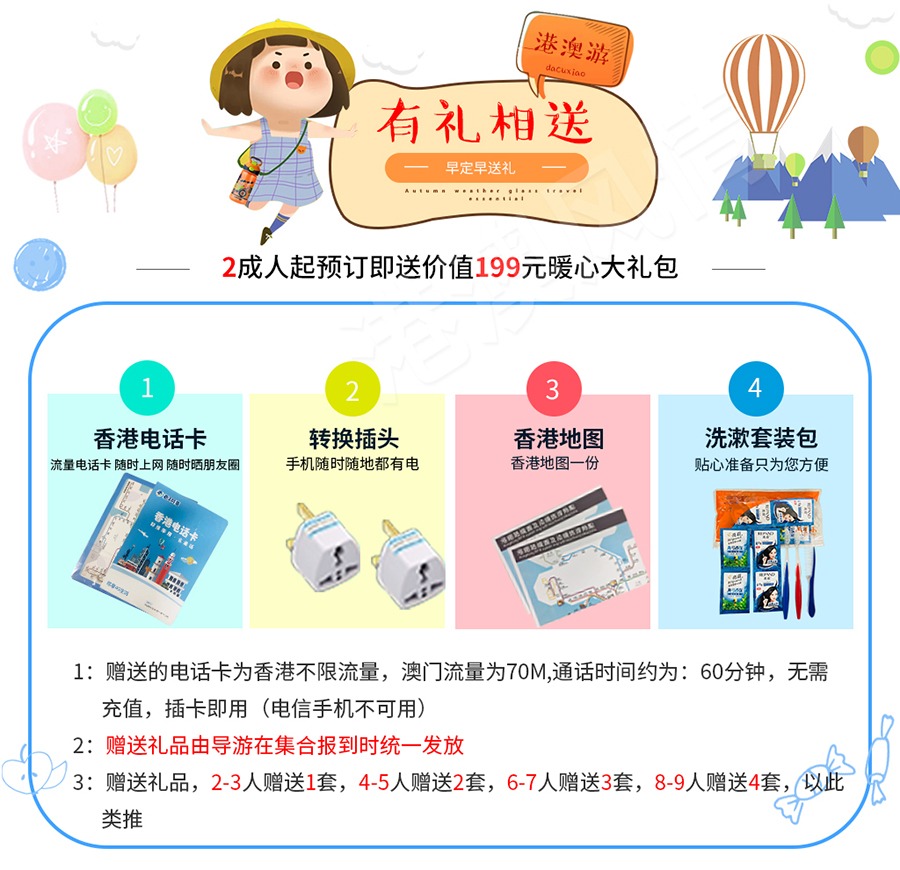 港澳游
dacuxiao
有礼相送
早定早送礼
Autumn weather glass travel
essential
2成人起预订即送价值199元暖心大礼包
1
2
3
4
香港电话卡
转换插头
香港地图
洗漱套装包
流量电话卡 随时上网 随时晒朋友圈
手机随时随地都有电
香港地图一份
贴心准备只为您方便
香港电话卡
1：赠送的电话卡为香港不限流量，澳门流量为70M,通话时间约为：60分钟，无需
充值，插卡即用（电信手机不可用）
2：赠送礼品由导游在集合报到时统一发放
3：赠送礼品，2-3人赠送1套，4-5人赠送2套，6-7人赠送3套，8-9人赠送4套，以此
类推